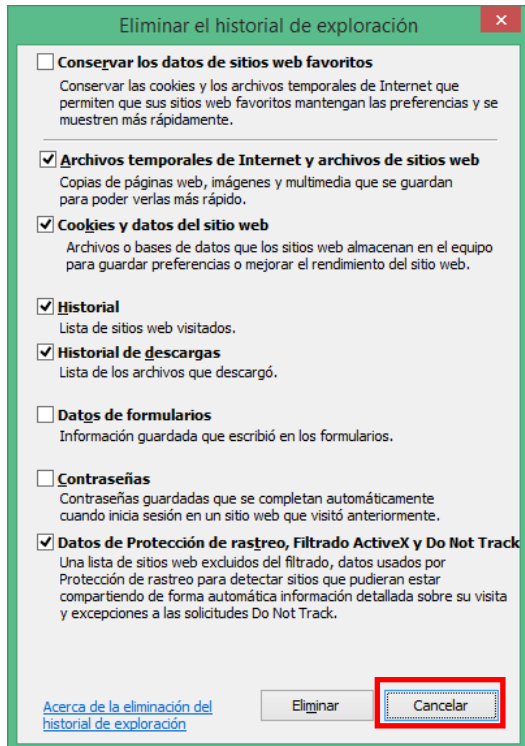 Eliminar el historial de exploración
Conservar los datos de sitios web favoritos
Conservar las cookies y los archivos temporales de Internet que
permiten que sus sitios web favoritos mantengan las preferencias y se
muestren más rápidamente.
Archivos temporales de Internet y archivos de sitios web
Copias de páginas web, imágenes y multimedia que se guardan
para poder verlas más rápido.
Cookies y datos del sitio web
Archivos o bases de datos que los sitios web almacenan en el equipo
para guardar preferencias o mejorar el rendimiento del sitio web.
Historial
Lista de sitios web visitados.
Historial de descargas
Lista de los archivos que descargó.
Datos de formularios
Información guardada que escribió en los formularios.
Contraseñas
Contraseñas guardadas que se completan automáticamente
cuando inicia sesión en un sitio web que visitó anteriormente.
Datos de Protección de rastreo, Filtrado ActiveX y Do Not Track
Una lista de sitios web excluidos del filtrado, datos usados por
Protección de rastreo para detectar sitios que pudieran estar
compartiendo de forma automática información detallada sobre su visita
y excepciones a las solicitudes Do Not Track.
Acerca de la eliminación del
historial de exploración
Eliminar
Cancelar